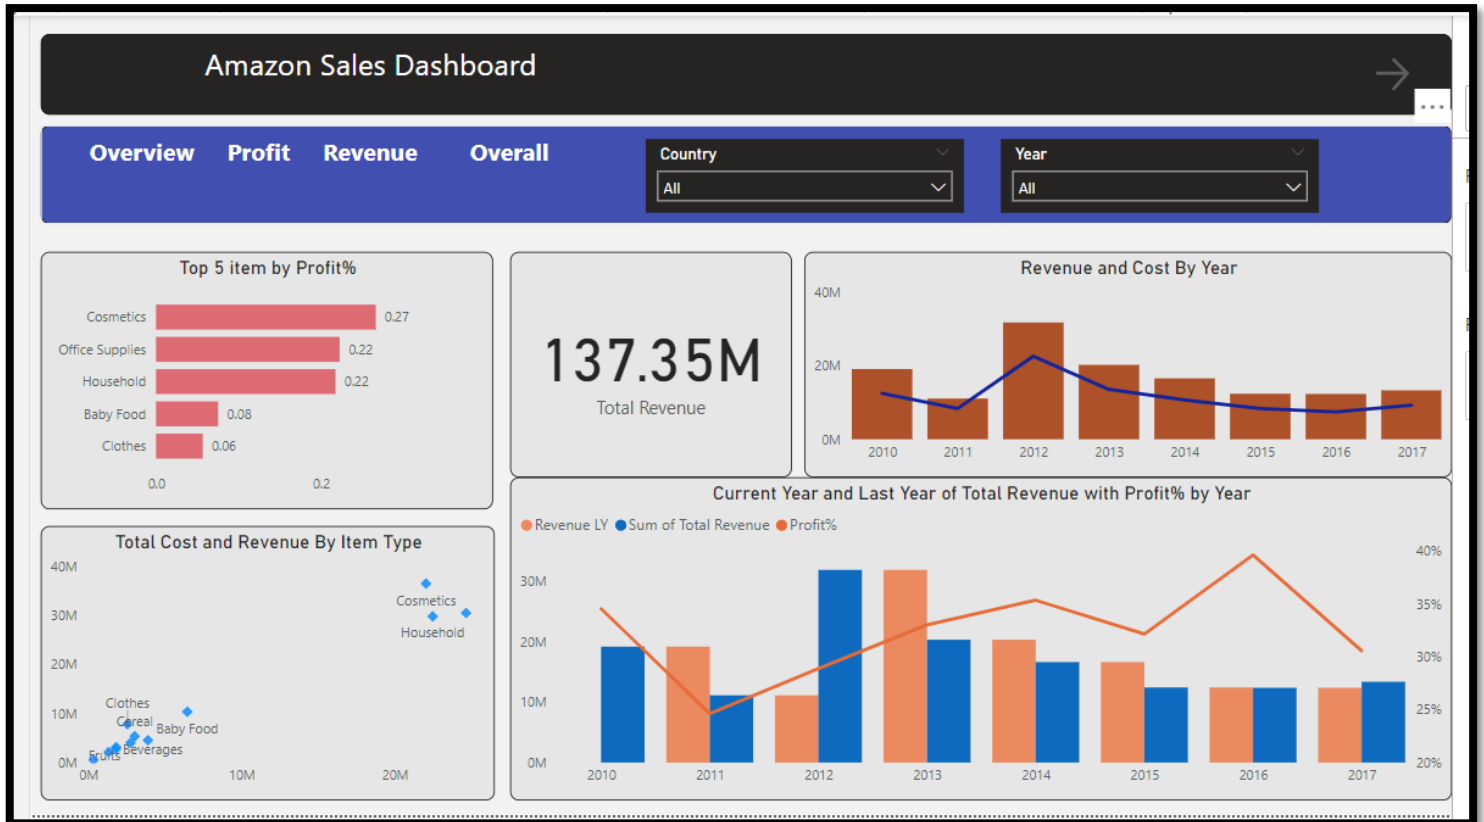 Amazon Sales Dashboard
...
Overview Profit Revenue Overall
Country
All
Year
All
Top 5 item by Profit%
Cosmetics 0.27
Office Supplies 0.22
Household 0.22
Baby Food 0.08
Clothes 0.06
0.0 0.2
137.35M
Total Revenue
Revenue and Cost By Year
40M
20M
0M
2010 2011 2012 2013 2014 2015 2016 2017
Total Cost and Revenue By Item Type
40M
30M
20M
10M
0M
Cosmetics
Household
Clothes
Cereal
Baby Food
Fruits Beverages
0M 10M 20M
Current Year and Last Year of Total Revenue with Profit% by Year
Revenue LY Sum of Total Revenue Profit%
30M
20M
10M
0M
40%
35%
30%
25%
20%
2010 2011 2012 2013 2014 2015 2016 2017